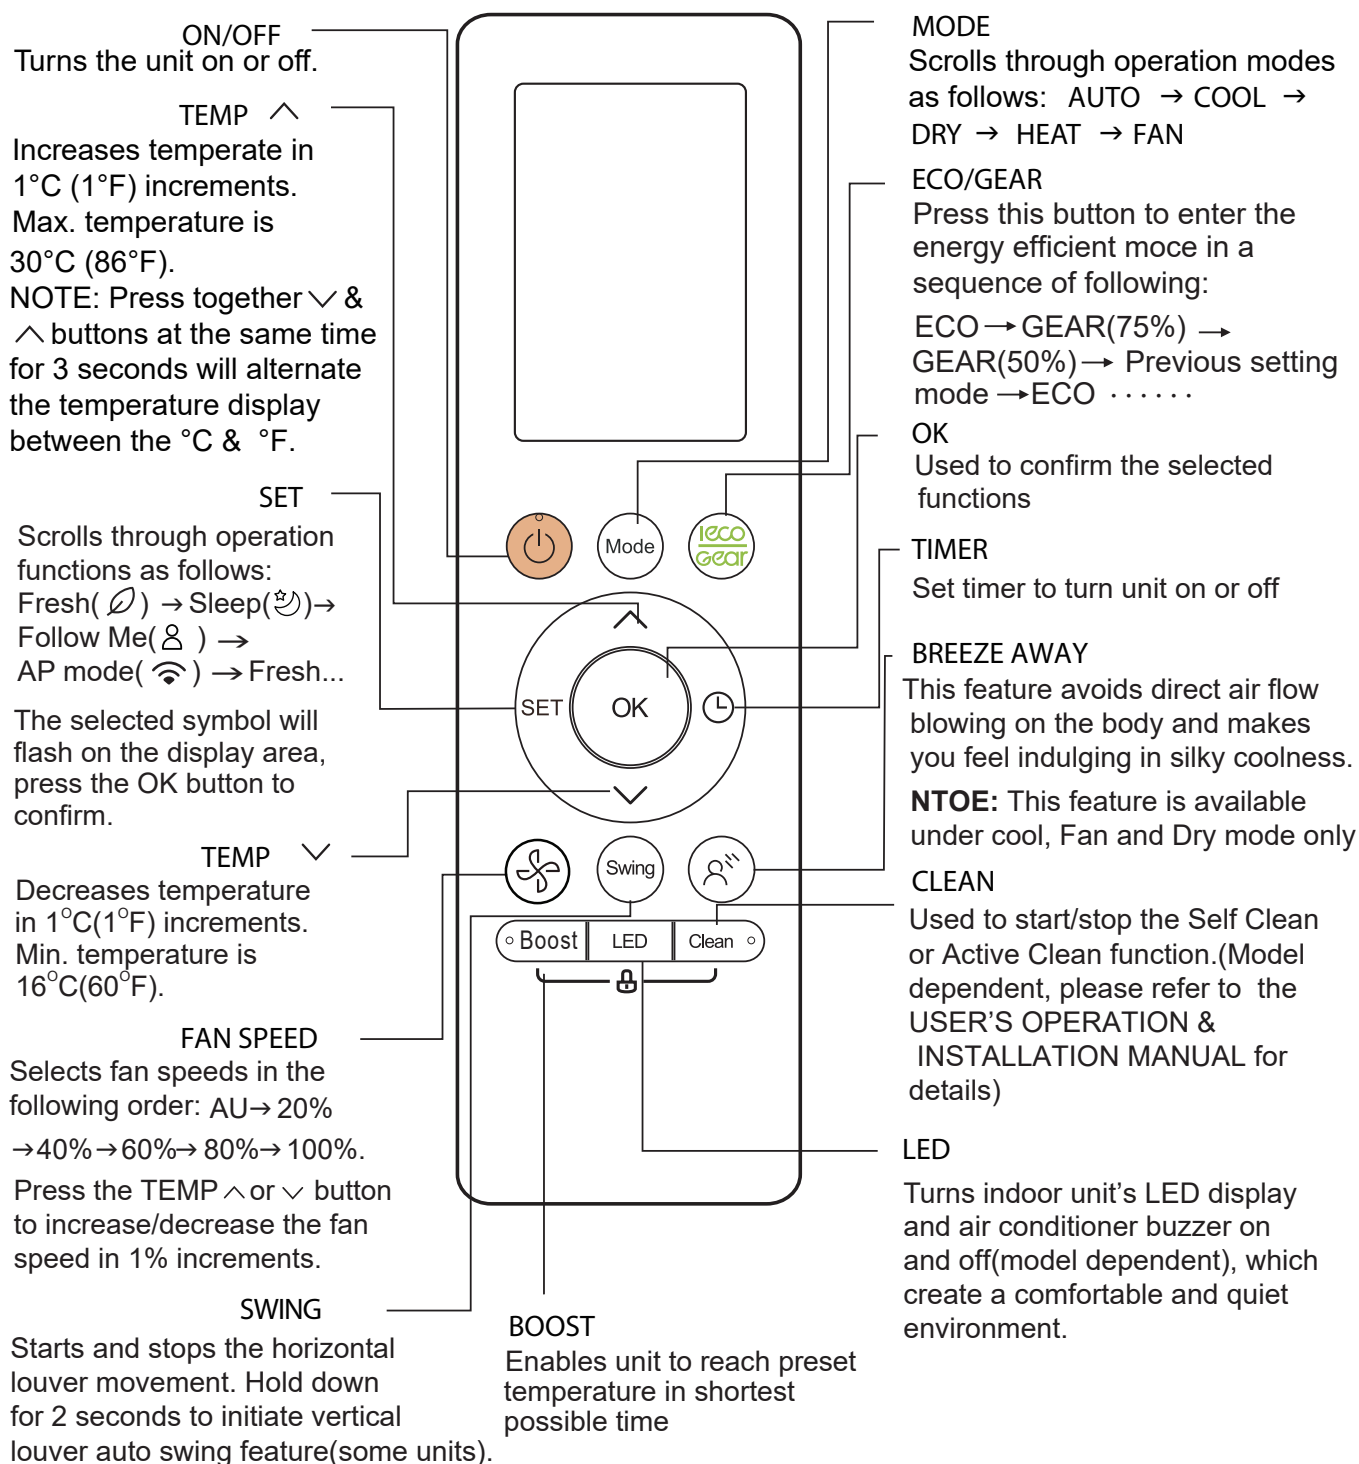 ON/OFF
Turns the unit on or off.
TEMP ︿
Increases temperate in
1°C (1°F) increments.
Max. temperature is
30°C (86°F).
NOTE: Press together ﹀ &
︿ buttons at the same time
for 3 seconds will alternate
the temperature display
between the °C & °F.
SET
Scrolls through operation
functions as follows:
Fresh( ) → Sleep( ) →
Follow Me( ) →
AP mode( ) → Fresh...
The selected symbol will
flash on the display area,
press the OK button to
confirm.
TEMP ﹀
Decreases temperature
in 1°C(1°F) increments.
Min. temperature is
16°C(60°F).
FAN SPEED
Selects fan speeds in the
following order: AU→ 20%
→40%→60%→ 80%→ 100%.
Press the TEMP ︿ or ﹀ button
to increase/decrease the fan
speed in 1% increments.
SWING
Starts and stops the horizontal
louver movement. Hold down
for 2 seconds to initiate vertical
louver auto swing feature(some units).
Mode
ieco
Gear
SET
OK
Swing
Boost
LED
Clean
BOOST
Enables unit to reach preset
temperature in shortest
possible time
MODE
Scrolls through operation modes
as follows: AUTO → COOL →
DRY → HEAT → FAN
ECO/GEAR
Press this button to enter the
energy efficient moce in a
sequence of following:
ECO → GEAR(75%) →
GEAR(50%) → Previous setting
mode → ECO ······
OK
Used to confirm the selected
functions
TIMER
Set timer to turn unit on or off
BREEZE AWAY
This feature avoids direct air flow
blowing on the body and makes
you feel indulging in silky coolness.
NTOE: This feature is available
under cool, Fan and Dry mode only
CLEAN
Used to start/stop the Self Clean
or Active Clean function.(Model
dependent, please refer to the
USER'S OPERATION &
INSTALLATION MANUAL for
details)
LED
Turns indoor unit's LED display
and air conditioner buzzer on
and off(model dependent), which
create a comfortable and quiet
environment.